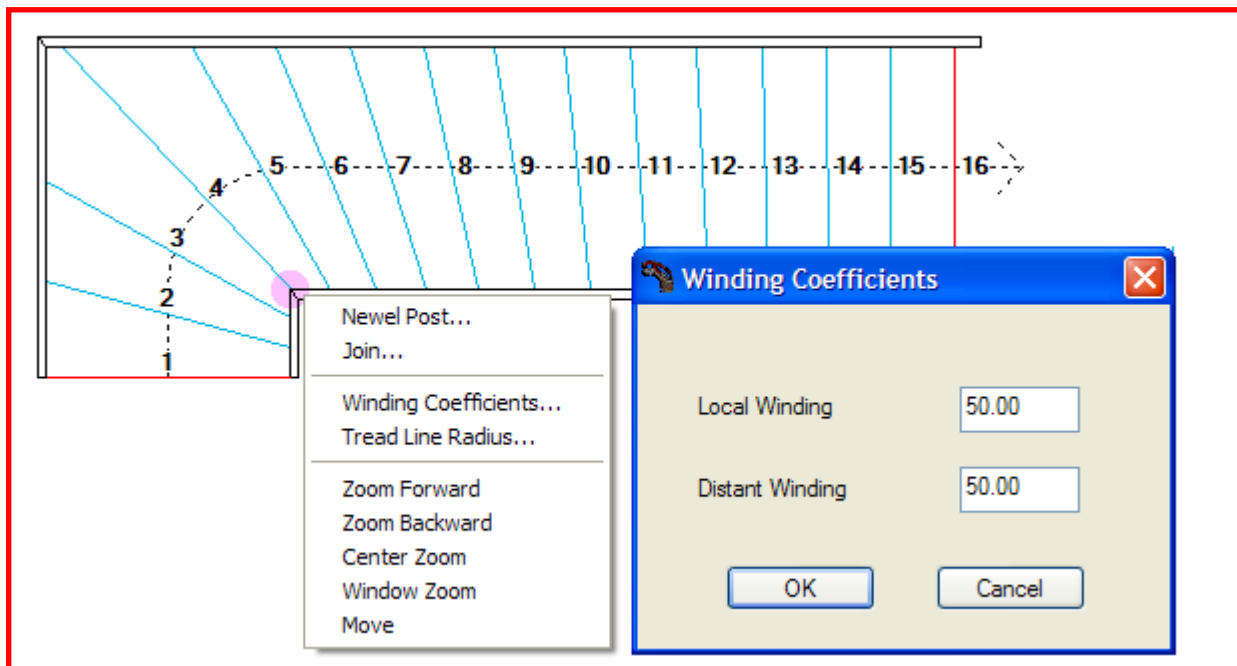 5 6 7 8 9 10 11 12 13 14 15 16
4
3
2
1
Newel Post...
Join...
Winding Coefficients...
Tread Line Radius...
Zoom Forward
Zoom Backward
Center Zoom
Window Zoom
Move
Winding Coefficients
Local Winding 50.00
Distant Winding 50.00
OK Cancel